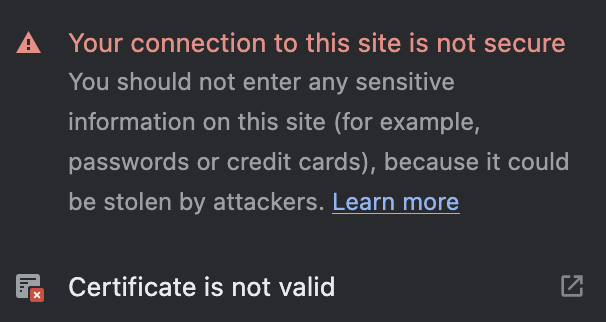 Your connection to this site is not secure
You should not enter any sensitive
information on this site (for example,
passwords or credit cards), because it could
be stolen by attackers. Learn more
Certificate is not valid